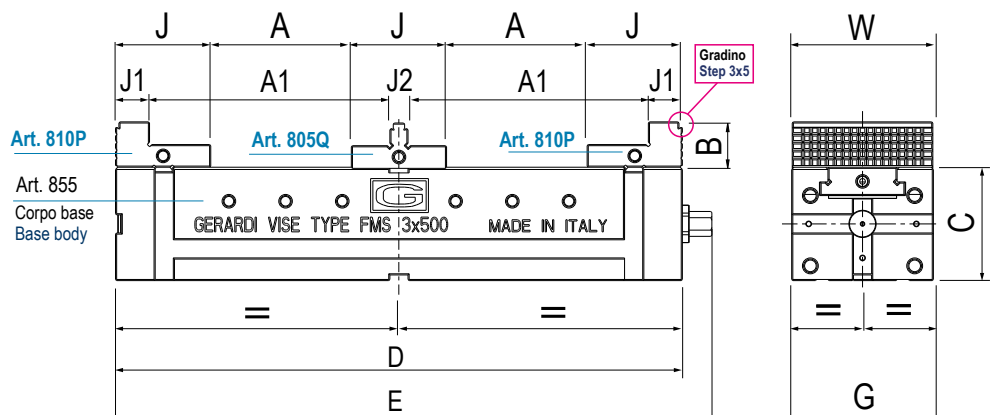 J A J A J W
J1 A1 J2 A1 J1
Gradino
Step 3x5
Art. 810P
Art. 805Q
Art. 810P
B
Art. 855
Corpo base
Base body
G
GERARDI VISE TYPE FMS 3x500 MADE IN ITALY
C
= = = =
D
E
G